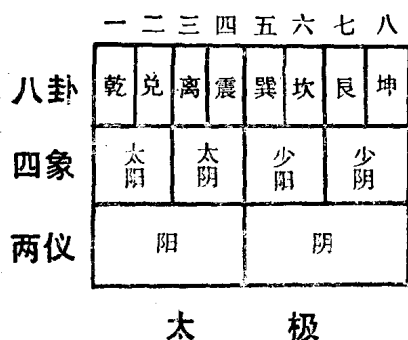 一 二 三 四 五 六 七 八
八卦 乾 兑 离 震 巽 坎 艮 坤
四象 太阳 太阴 少阳 少阴
两仪 阳 阴
太 极